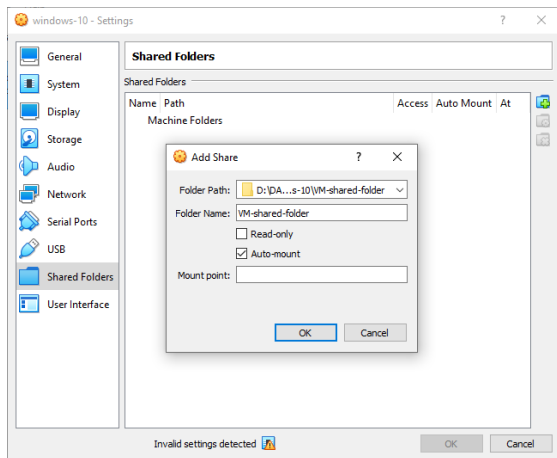 windows-10 - Settings
General
System
Display
Storage
Audio
Network
Serial Ports
USB
Shared Folders
User Interface
Shared Folders
Shared Folders
Name Path Access Auto Mount At
Machine Folders
Add Share
Folder Path: D:\DA...s-10\VM-shared-folder
Folder Name: VM-shared-folder
Read-only
Auto-mount
Mount point:
OK Cancel
Invalid settings detected OK Cancel